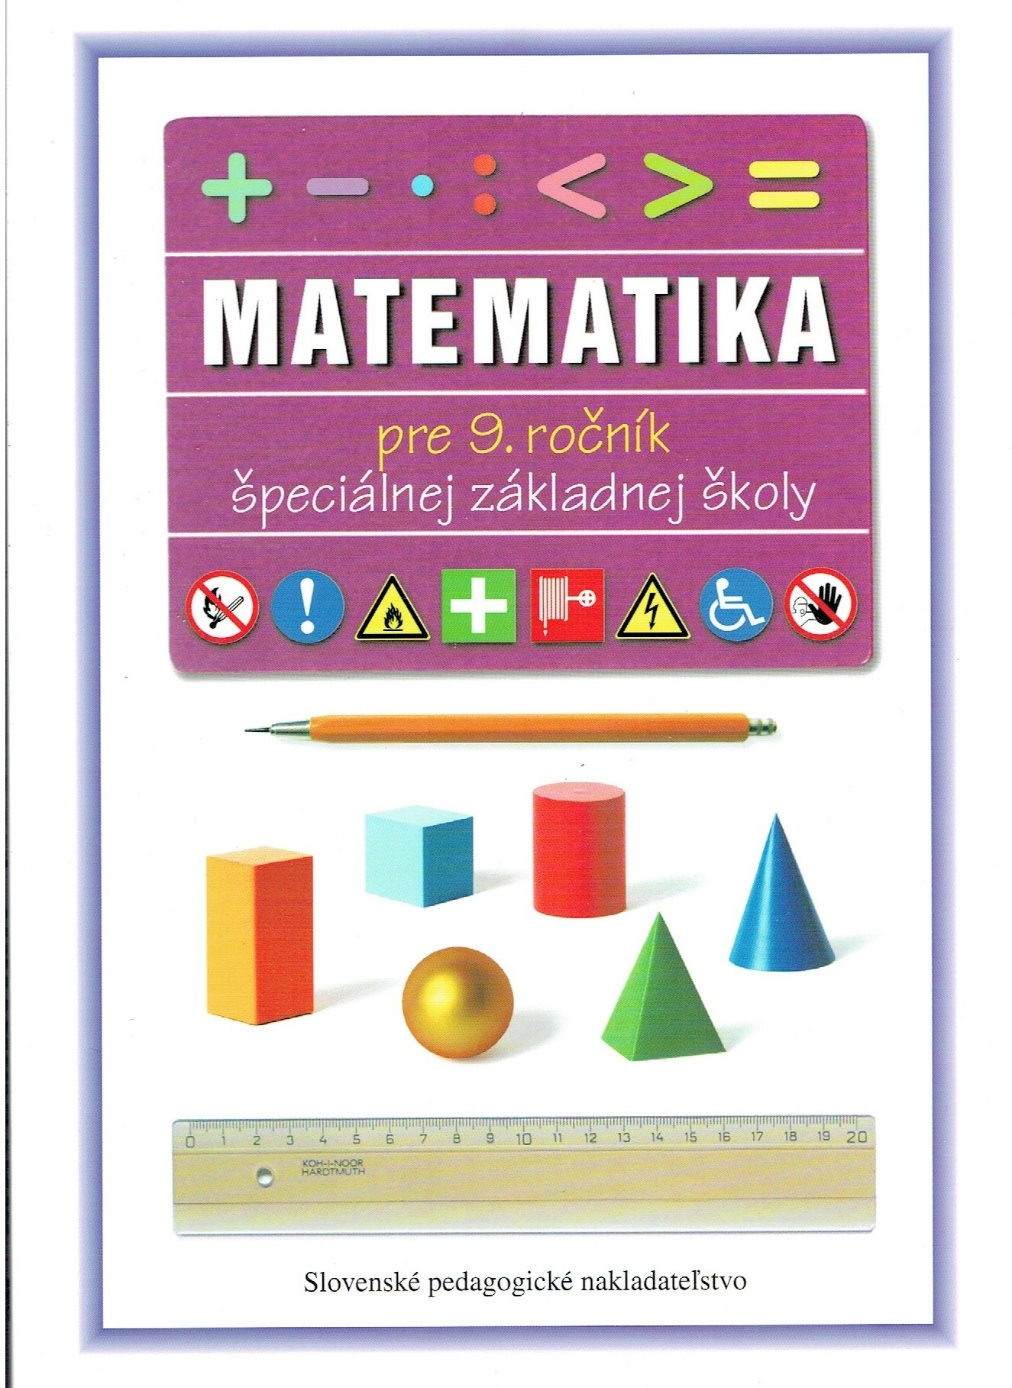 + − · : < > =
MATEMATIKA
pre 9. ročník
špeciálnej základnej školy
!
0 1 2 3 4 5 6 7 8 9 10 11 12 13 14 15 16 17 18 19 20
KOH-I-NOOR
HARDTMUTH
Slovenské pedagogické nakladateľstvo